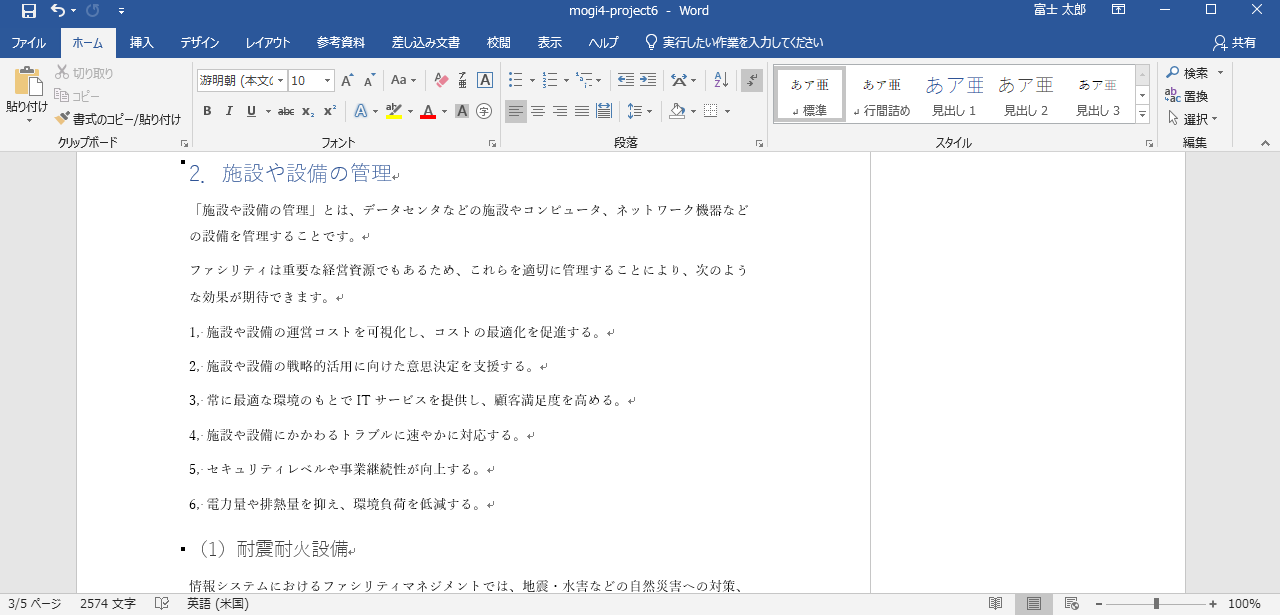 mogi4-project6 - Word
富士 太郎
ファイル ホーム 挿入 デザイン レイアウト 参考資料 差し込み文書 校閲 表示 ヘルプ 実行したい作業を入力してください 共有
貼り付け
切り取り
コピー
書式のコピー/貼り付け
クリップボード
游明朝 (本文の 10
Aa
B I U abc x₂ x²
フォント
段落
あア亜 標準
あア亜 行間詰め
あア亜 見出し 1
あア亜 見出し 2
あア亜 見出し 3
スタイル
検索
置換
選択
編集
2. 施設や設備の管理
「施設や設備の管理」とは、データセンタなどの施設やコンピュータ、ネットワーク機器など
の設備を管理することです。
ファシリティは重要な経営資源でもあるため、これらを適切に管理することにより、次のよう
な効果が期待できます。
1, 施設や設備の運営コストを可視化し、コストの最適化を促進する。
2, 施設や設備の戦略的活用に向けた意思決定を支援する。
3, 常に最適な環境のもとで IT サービスを提供し、顧客満足度を高める。
4, 施設や設備にかかわるトラブルに速やかに対応する。
5, セキュリティレベルや事業継続性が向上する。
6, 電力量や排熱量を抑え、環境負荷を低減する。
（1）耐震耐火設備
情報システムにおけるファシリティマネジメントでは、地震・水害などの自然災害への対策、
3/5 ページ 2574 文字 英語 (米国) 100%